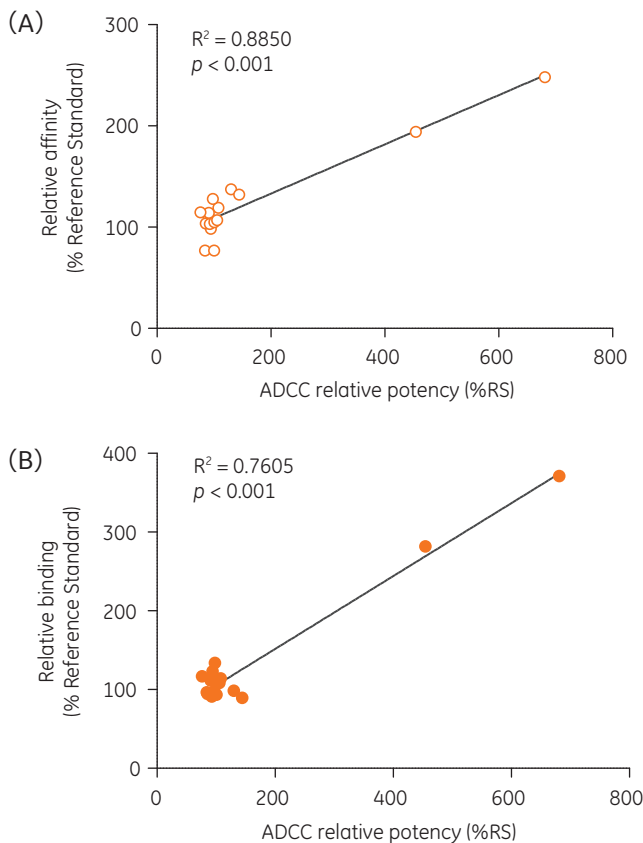 (A)
R² = 0.8850
p < 0.001
Relative affinity
(% Reference Standard)
300
200
100
0
0 200 400 600 800
ADCC relative potency (%RS)
(B)
R² = 0.7605
p < 0.001
Relative binding
(% Reference Standard)
400
300
200
100
0
0 200 400 600 800
ADCC relative potency (%RS)